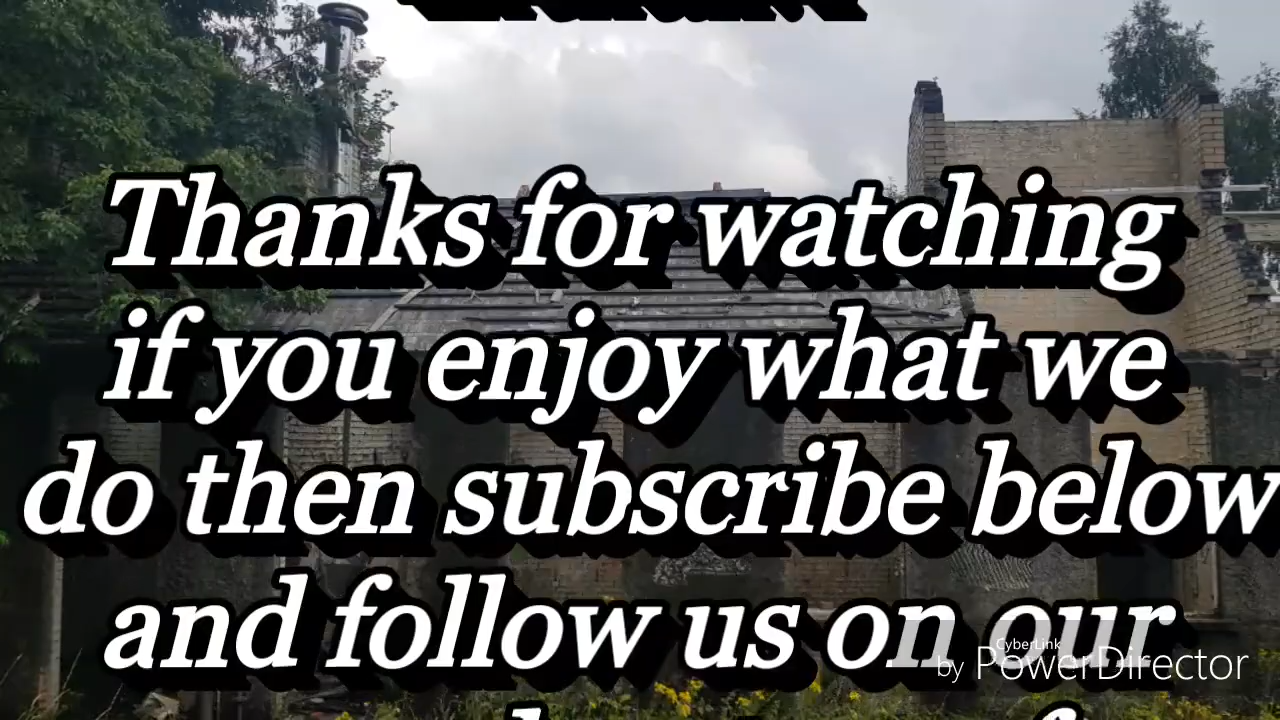 Thanks for watching
if you enjoy what we
do then subscribe below
and follow us on our
CyberLink
by PowerDirector